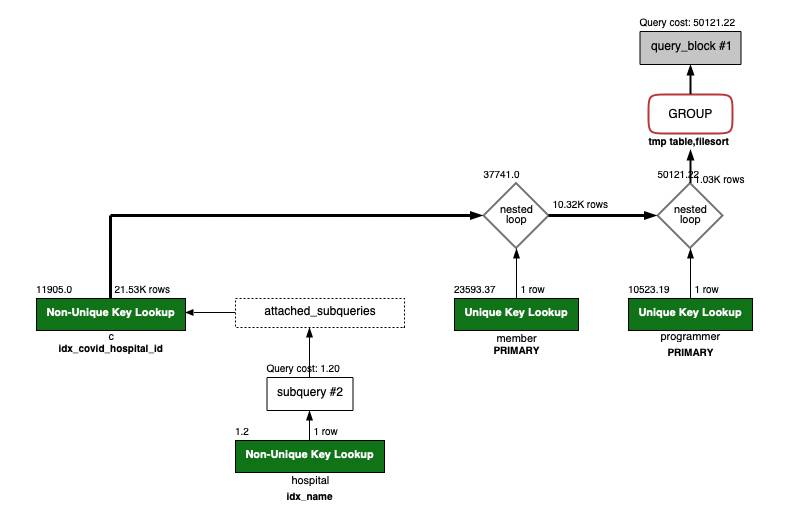 Query cost: 50121.22
query_block #1
GROUP
tmp table,filesort
37741.0
50121.22
1.03K rows
nested
loop
10.32K rows
nested
loop
11905.0
21.53K rows
Non-Unique Key Lookup
c
idx_covid_hospital_id
attached_subqueries
23593.37
1 row
Unique Key Lookup
member
PRIMARY
10523.19
1 row
Unique Key Lookup
programmer
PRIMARY
Query cost: 1.20
subquery #2
1.2
1 row
Non-Unique Key Lookup
hospital
idx_name